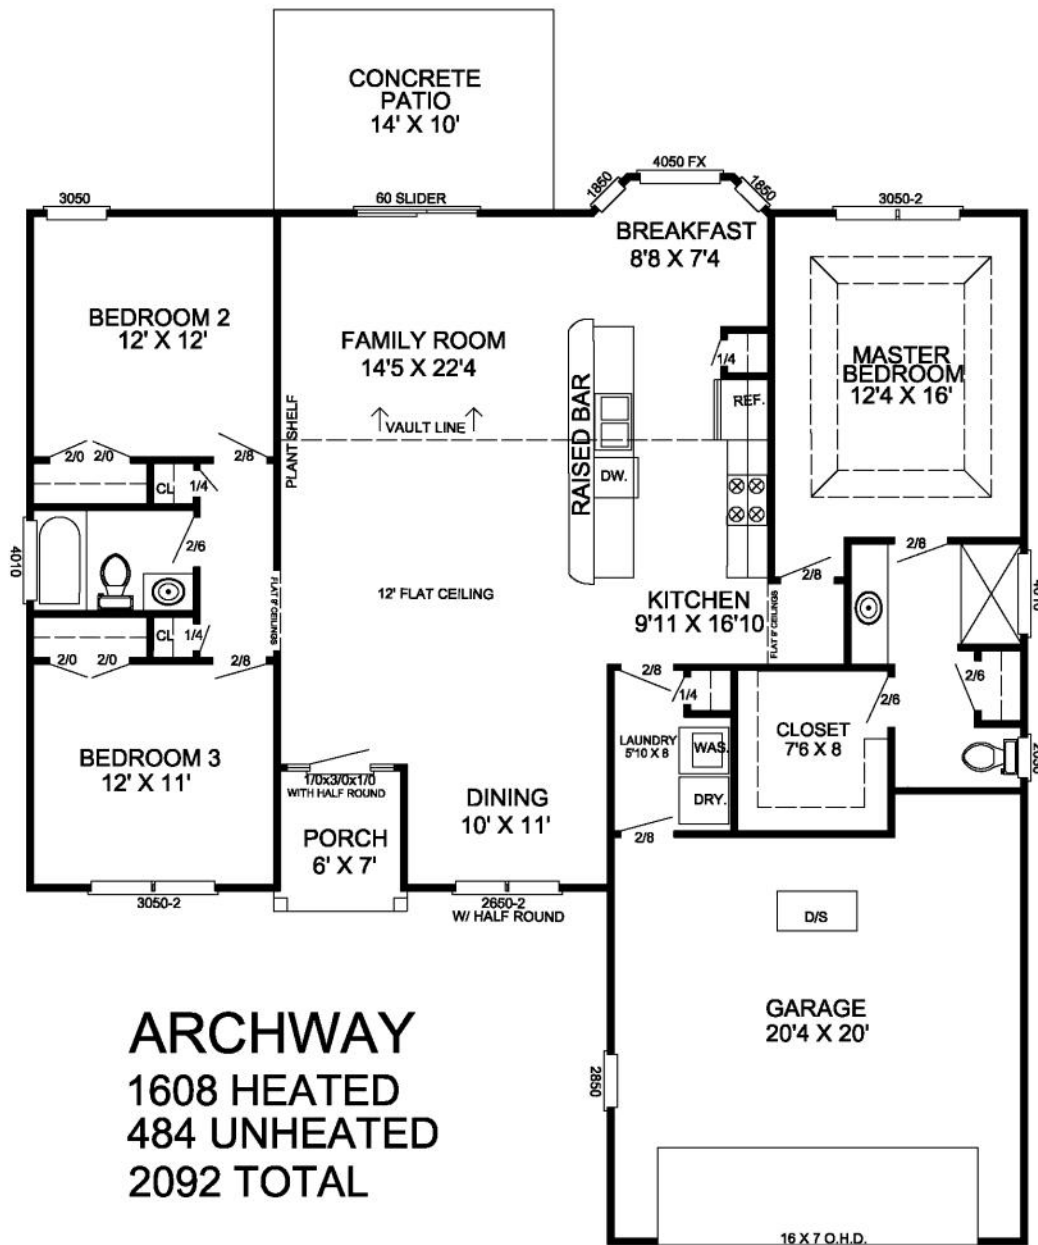 CONCRETE
PATIO
14' X 10'
4050 FX
1850
1850
3050
60 SLIDER
3050-2
BREAKFAST
8'8 X 7'4
BEDROOM 2
12' X 12'
FAMILY ROOM
14'5 X 22'4
1/4
MASTER
BEDROOM
12'4 X 16'
REF.
PLANT SHELF
VAULT LINE
RAISED BAR
DW.
2/0 2/0
2/8
CL
1/4
4010
2/6
FLAT 8' CEILINGS
12' FLAT CEILING
KITCHEN
9'11 X 16'10
2/8
FLAT 8' CEILINGS
2/8
4010
CL
1/4
2/0 2/0
2/8
2/8
1/4
2/6
2/6
BEDROOM 3
12' X 11'
LAUNDRY
5'10 X 8
WAS.
CLOSET
7'6 X 8
1/0x3/0x1/0
WITH HALF ROUND
DINING
10' X 11'
DRY.
2/8
PORCH
6' X 7'
3050-2
2650-2
W/ HALF ROUND
D/S
GARAGE
20'4 X 20'
2850
16 X 7 O.H.D.
ARCHWAY
1608 HEATED
484 UNHEATED
2092 TOTAL